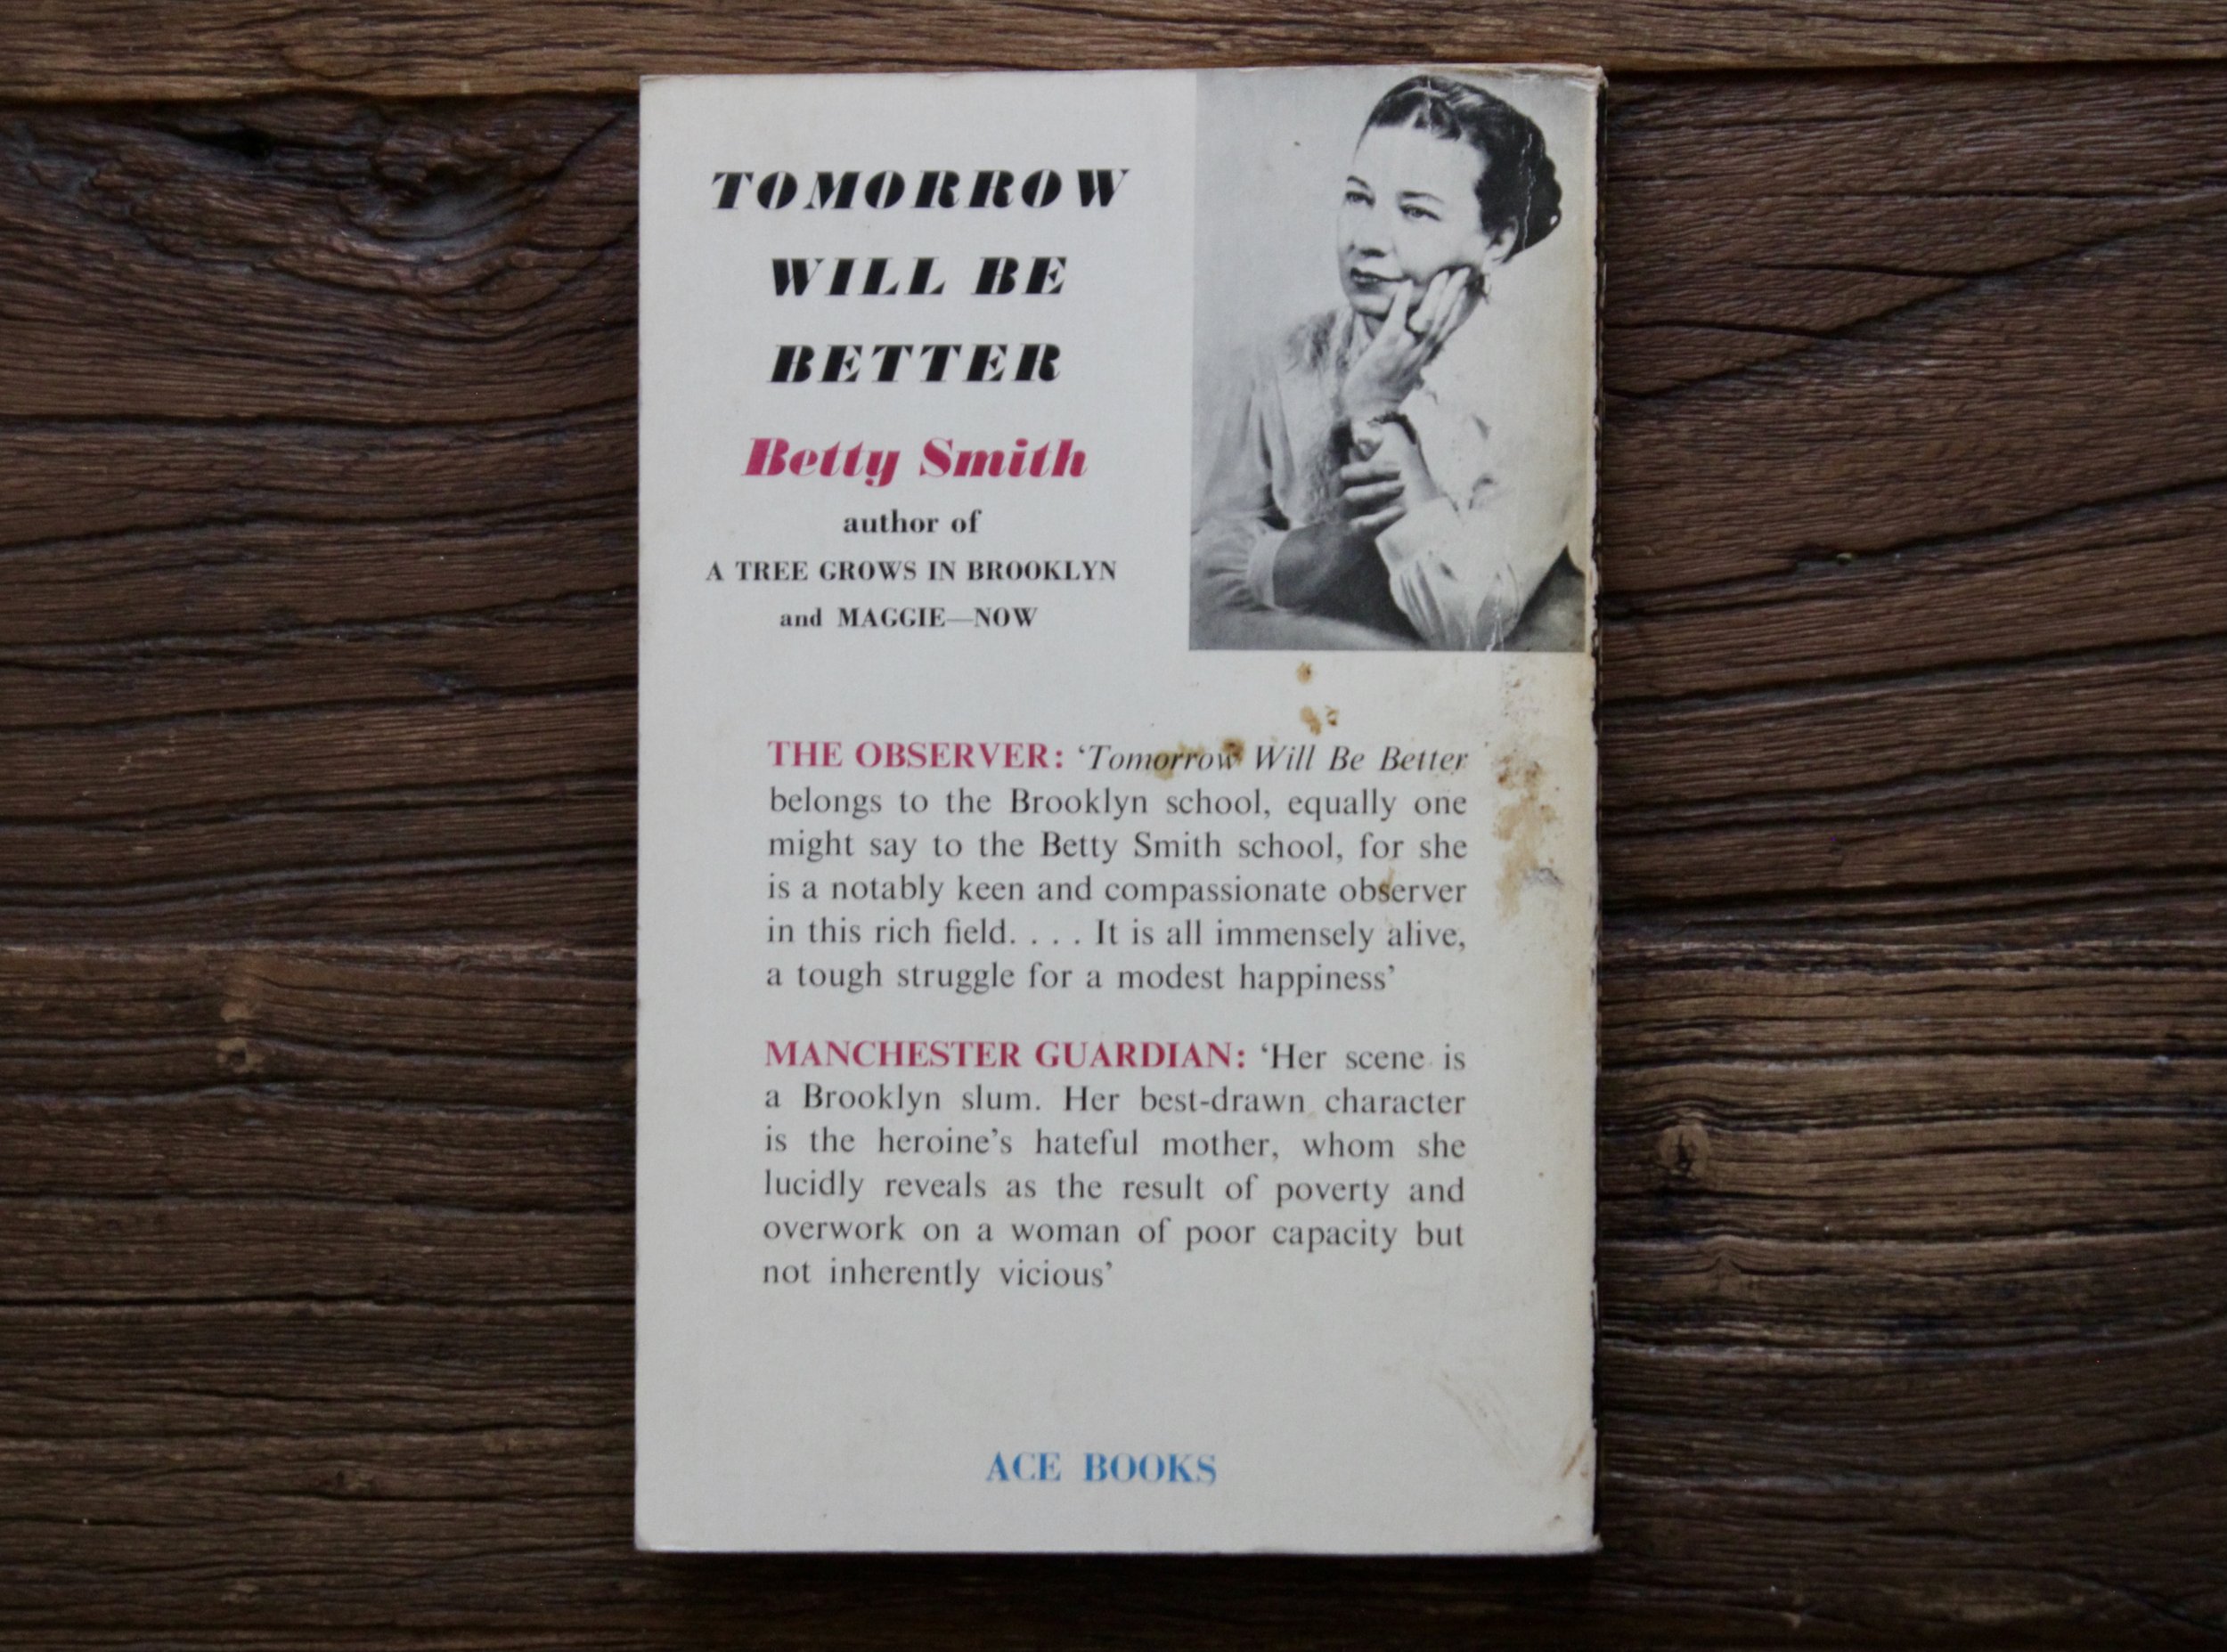 TOMORROW
WILL BE
BETTER
Betty Smith
author of
A TREE GROWS IN BROOKLYN
and MAGGIE—NOW
THE OBSERVER: ‘Tomorrow Will Be Better
belongs to the Brooklyn school, equally one
might say to the Betty Smith school, for she
is a notably keen and compassionate observer
in this rich field. . . . It is all immensely alive,
a tough struggle for a modest happiness’
MANCHESTER GUARDIAN: ‘Her scene is
a Brooklyn slum. Her best-drawn character
is the heroine’s hateful mother, whom she
lucidly reveals as the result of poverty and
overwork on a woman of poor capacity but
not inherently vicious’
ACE BOOKS